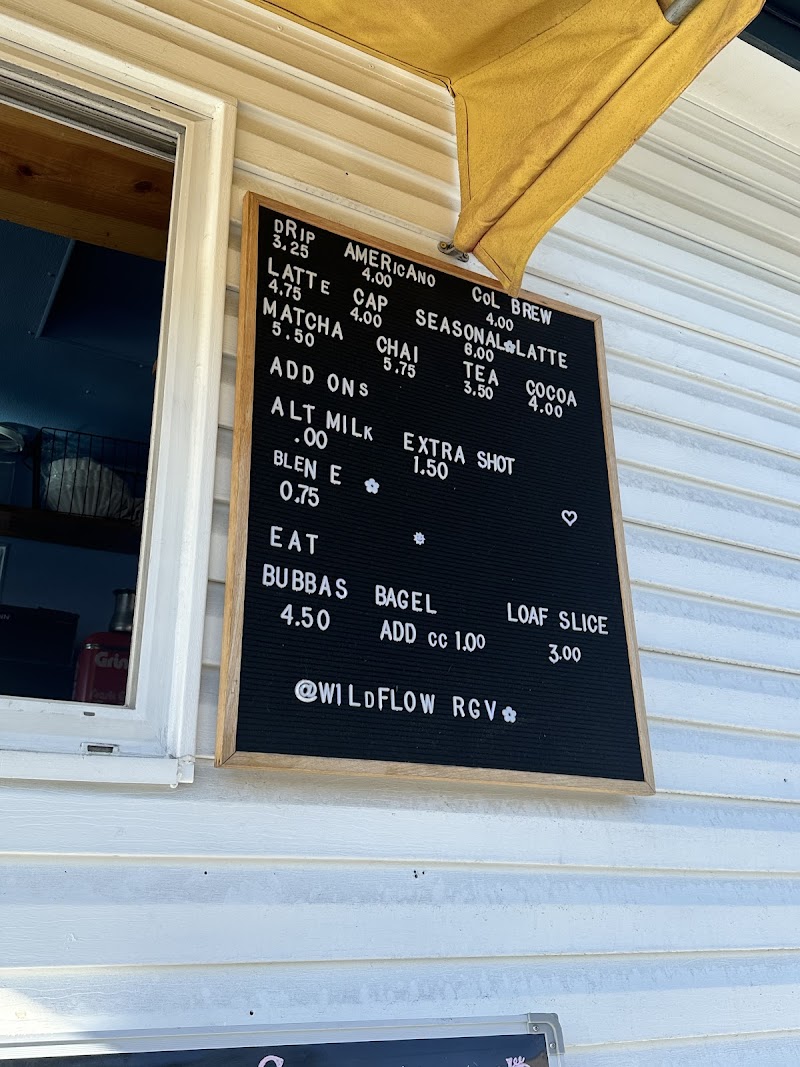 DRIP AMERICANO COL BREW
3.25 4.00 4.00
LATTE CAP SEASONAL LATTE
4.75 4.00 6.00
MATCHA CHAI TEA COCOA
5.50 5.75 3.50 4.00
ADD ONS
ALT MILK EXTRA SHOT
.00 1.50
BLEN E
0.75
EAT
BUBBAS BAGEL LOAF SLICE
4.50 ADD CC 1.00 3.00
@WILDFLOW RGV